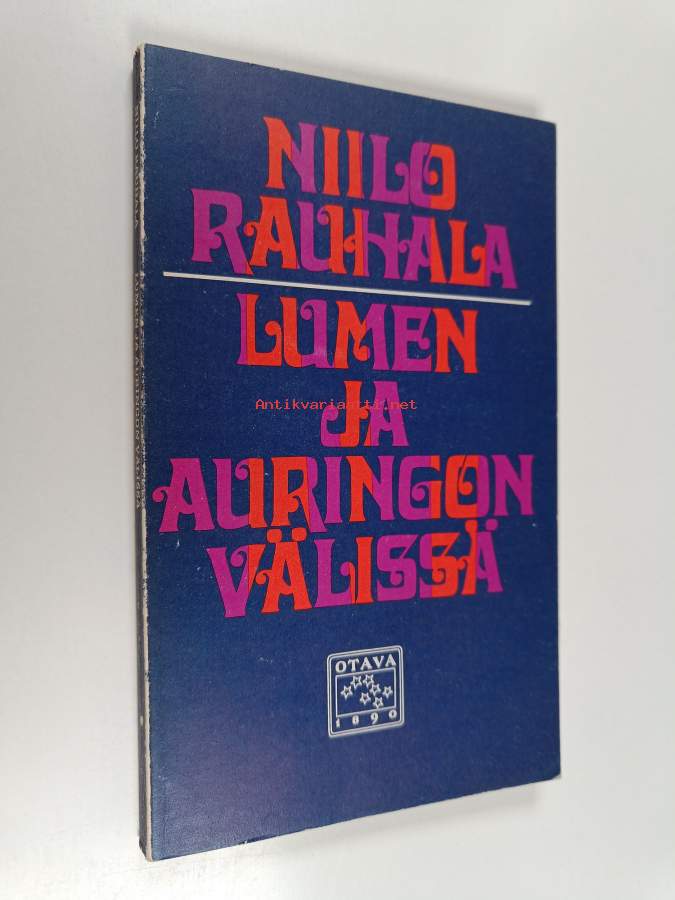 NIILO
RAUHALA
LUMEN
JA
AURINGON
VÄLISSÄ
Antikvariaatti.net
OTAVA
1890
NIILO RAUHALA LUMEN JA AURINGON VÄLISSÄ